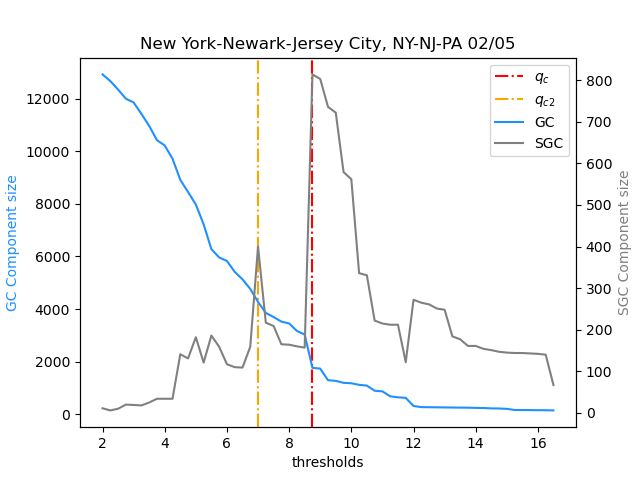 New York-Newark-Jersey City, NY-NJ-PA 02/05
GC Component size
12000
10000
8000
6000
4000
2000
0
q_c
q_c2
GC
SGC
800
700
600
500
400
300
200
100
0
SGC Component size
2 4 6 8 10 12 14 16
thresholds